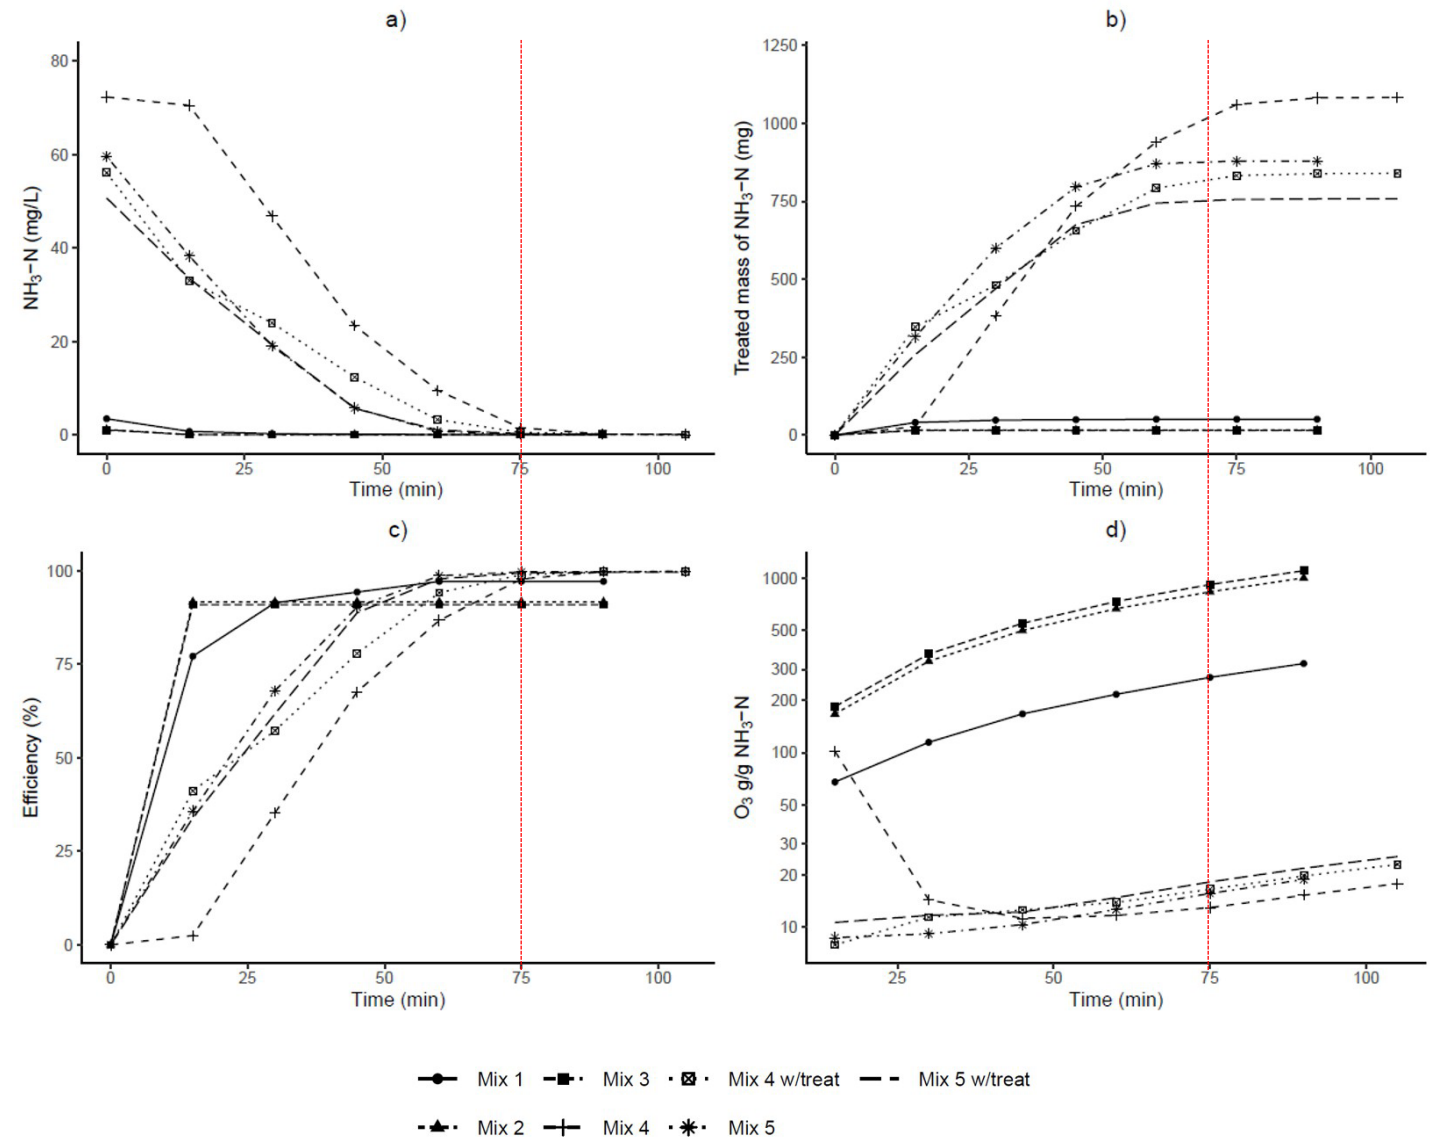 a)
NH3−N (mg/L)
80
60
40
20
0
0 25 50 75 100
Time (min)
b)
Treated mass of NH3−N (mg)
1250
1000
750
500
250
0
0 25 50 75 100
Time (min)
c)
Efficiency (%)
100
75
50
25
0
0 25 50 75 100
Time (min)
d)
O3 g/g NH3−N
1000
500
300
200
100
50
30
20
10
25 50 75 100
Time (min)
Mix 1 Mix 3 Mix 4 w/treat Mix 5 w/treat
Mix 2 Mix 4 Mix 5